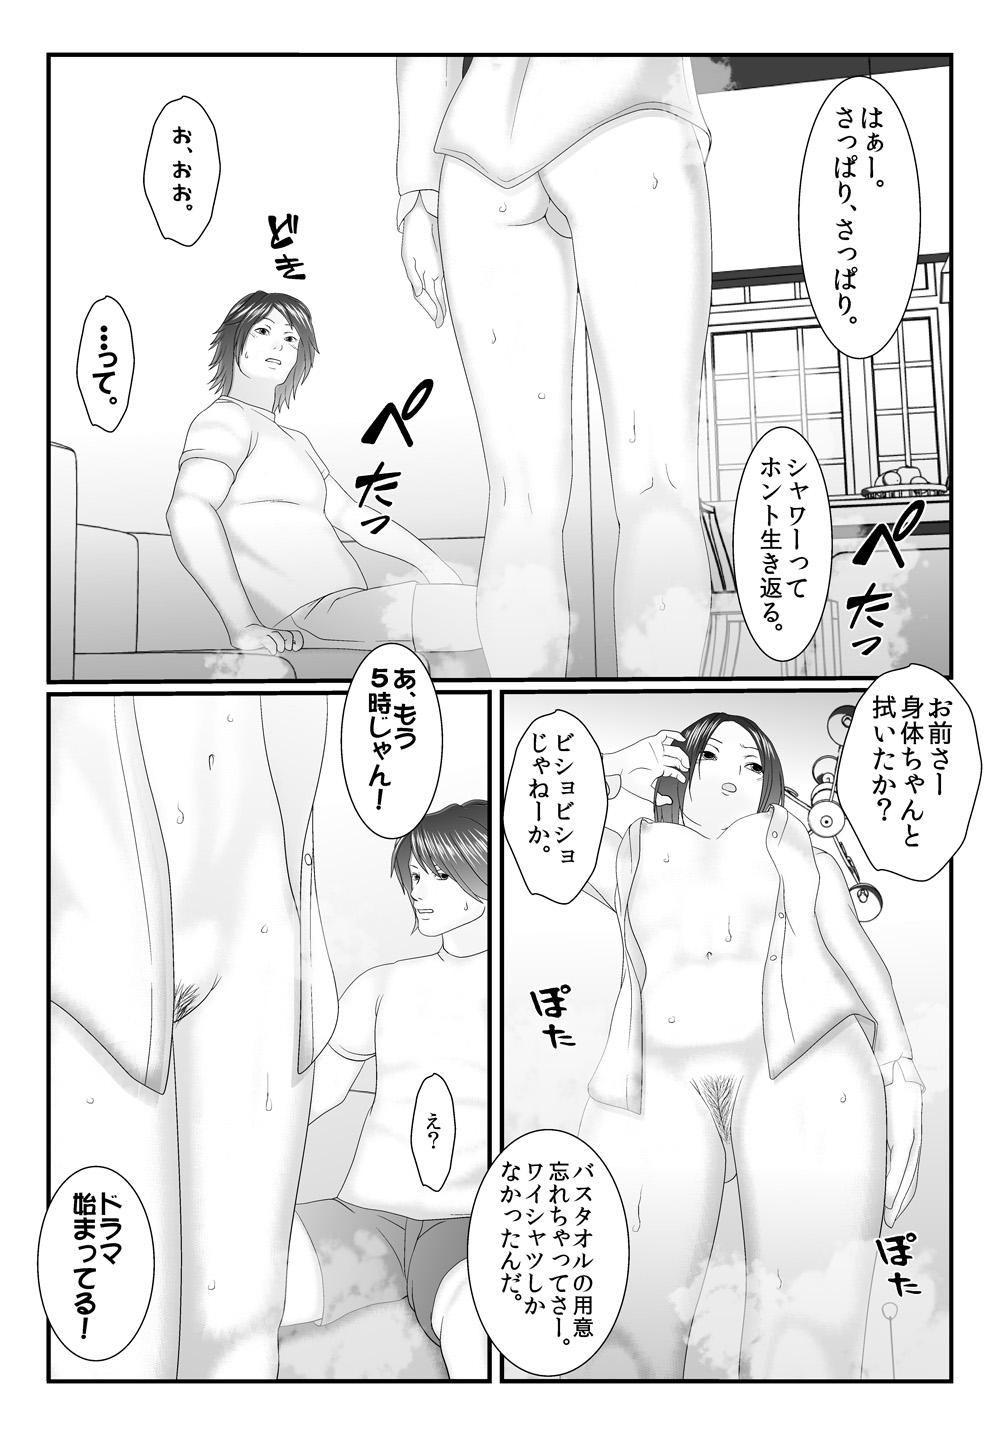 はぁー。
さっぱり、さっぱり。
お、おお。
どき
…って。
ペたっ
シャワーって
ホント生き返る。
ペたっ
お前さー
身体ちゃんと
拭いたか?
ビショビショ
じゃねーか。
ぽた
バスタオルの用意
忘れちゃってさー。
ワイシャツしか
なかったんだ。
ぽた
あ、もう
5時じゃん!
え?
ドラマ
始まってる!